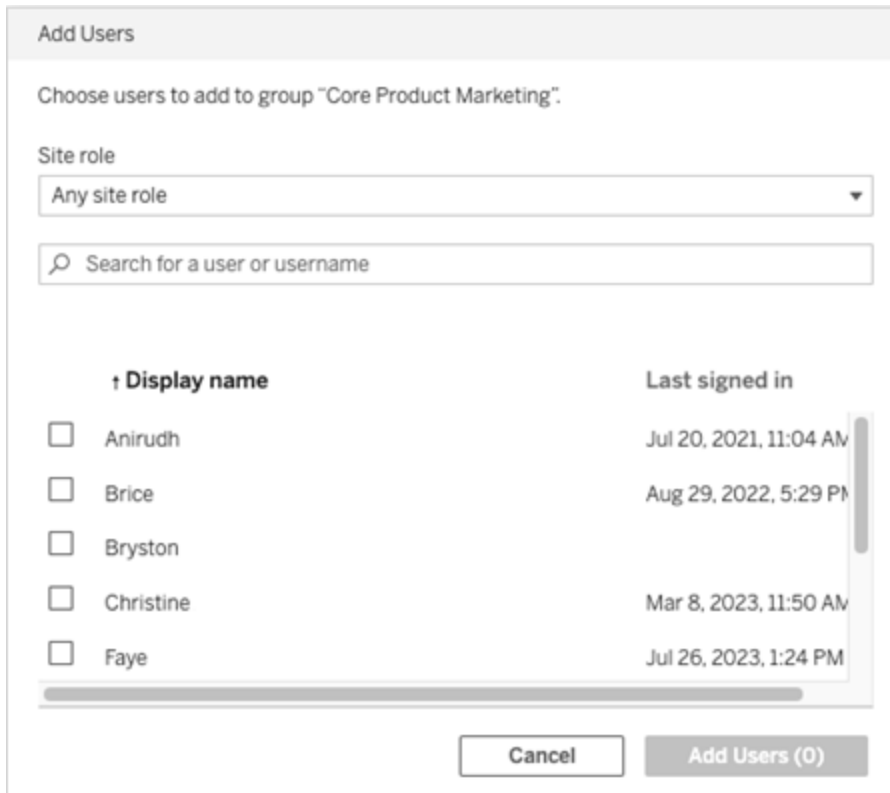 Add Users
Choose users to add to group "Core Product Marketing".
Site role
Any site role
Search for a user or username
↑ Display name Last signed in
Anirudh Jul 20, 2021, 11:04 AM
Brice Aug 29, 2022, 5:29 PM
Bryston
Christine Mar 8, 2023, 11:50 AM
Faye Jul 26, 2023, 1:24 PM
Cancel Add Users (0)